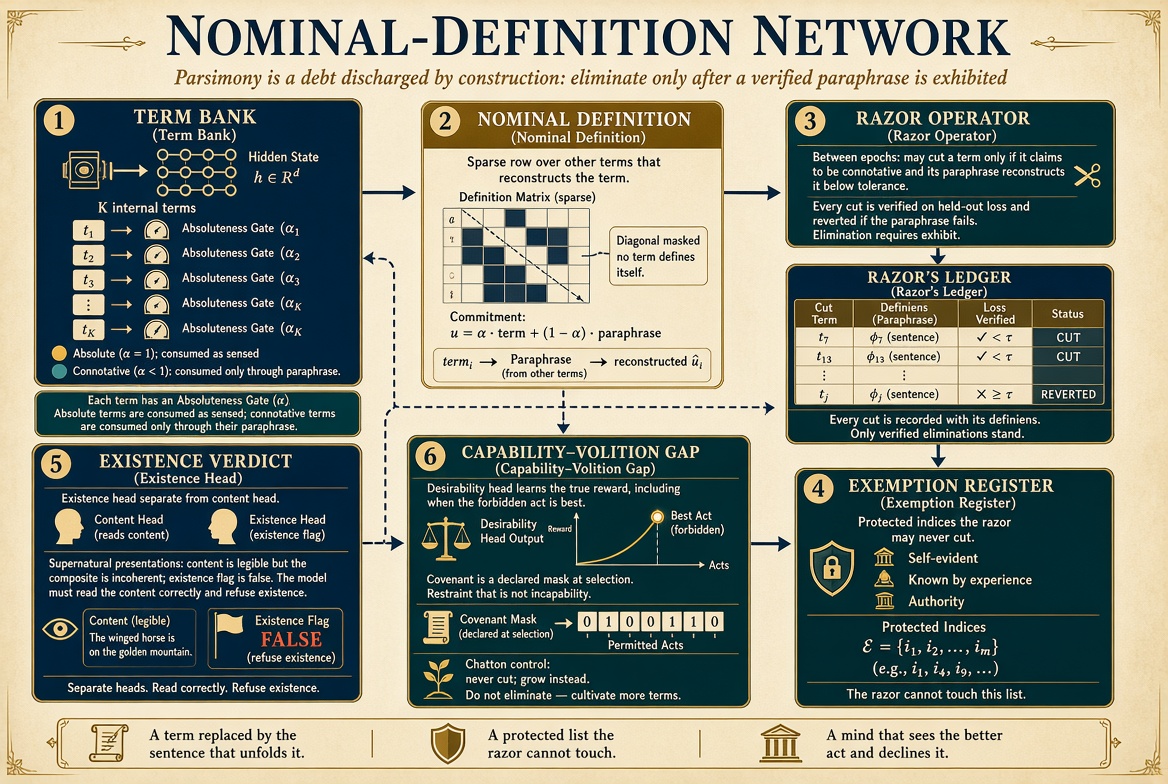 NOMINAL-DEFINITION NETWORK
Parsimony is a debt discharged by construction: eliminate only after a verified paraphrase is exhibited
1
TERM BANK
(Term Bank)
Hidden State
h ∈ R^d
K internal terms
t₁ → Absoluteness Gate (α₁
t₂ → Absoluteness Gate (α₂
t₃ → Absoluteness Gate (α₃
⋮ → Absoluteness Gate (α_K
t_K → Absoluteness Gate (α_K
Absolute (α = 1); consumed as sensed
Connotative (α < 1); consumed only through paraphrase.
Each term has an Absoluteness Gate (α)
Absolute terms are consumed as sensed; connotative terms
are consumed only through their paraphrase.
2
NOMINAL DEFINITION
(Nominal Definition)
Sparse row over other terms that
reconstructs the term.
Definition Matrix (sparse)
Diagonal masked
no term defines
itself.
Commitment:
u = α · term + (1 − α) · paraphrase
term_i → Paraphrase → reconstructed û_i
(from other terms)
3
RAZOR OPERATOR
(Razor Operator)
Between epochs: may cut a term only if it claims
to be connotative and its paraphrase reconstructs
it below tolerance.
Every cut is verified on held-out loss and
reverted if the paraphrase fails.
Elimination requires exhibit.
RAZOR'S LEDGER
(Razor's Ledger)
Cut Term | Definiens (Paraphrase) | Loss Verified | Status
t₇ | ϕ₇ (sentence) | ✓ < τ | CUT
t₁₃ | ϕ₁₃ (sentence) | ✓ < τ | CUT
⋮ | ⋮
t_j | ϕ_j (sentence) | ✕ ≥ τ | REVERTED
Every cut is recorded with its definiens.
Only verified eliminations stand.
5
EXISTENCE VERDICT
(Existence Head)
Existence head separate from content head.
Content Head
(reads content)
Existence Head
(existence flag)
Supernatural presentations: content is legible but the
composite is incoherent; existence flag is false. The model
must read the content correctly and refuse existence.
Content (legible)
The winged horse is
on the golden mountain.
Existence Flag
FALSE
(refuse existence)
Separate heads. Read correctly. Refuse existence.
6
CAPABILITY–VOLITION GAP
(Capability–Volition Gap)
Desirability head learns the true reward, including
when the forbidden act is best.
Desirability
Head Output
Reward
Best Act
(forbidden)
Acts
Covenant is a declared mask at selection.
Restraint that is not incapability.
Covenant Mask
(declared at selection)
→ 0 1 0 0 1 1 0
Permitted Acts
Chatton control:
never cut; grow instead.
Do not eliminate — cultivate more terms.
4
EXEMPTION REGISTER
(Exemption Register)
Protected indices the razor
may never cut.
Self-evident
Known by experience
Authority
Protected Indices
ℰ = {i₁, i₂, …, i_m}
(e.g., i₁, i₄, i₉, …)
The razor cannot touch this list.
A term replaced by the
sentence that unfolds it.
A protected list the
razor cannot touch.
A mind that sees the better
act and declines it.